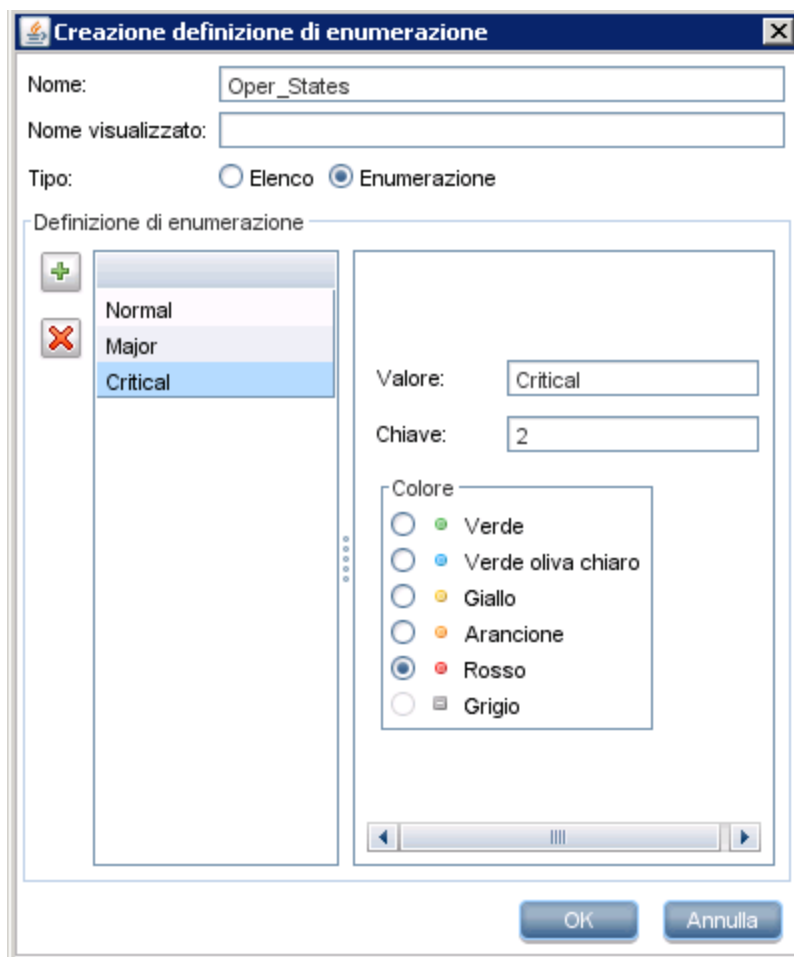 Creazione definizione di enumerazione
Nome: Oper_States
Nome visualizzato:
Tipo: Elenco Enumerazione
Definizione di enumerazione
Normal
Major
Critical
Valore: Critical
Chiave: 2
Colore
Verde
Verde oliva chiaro
Giallo
Arancione
Rosso
Grigio
OK Annulla